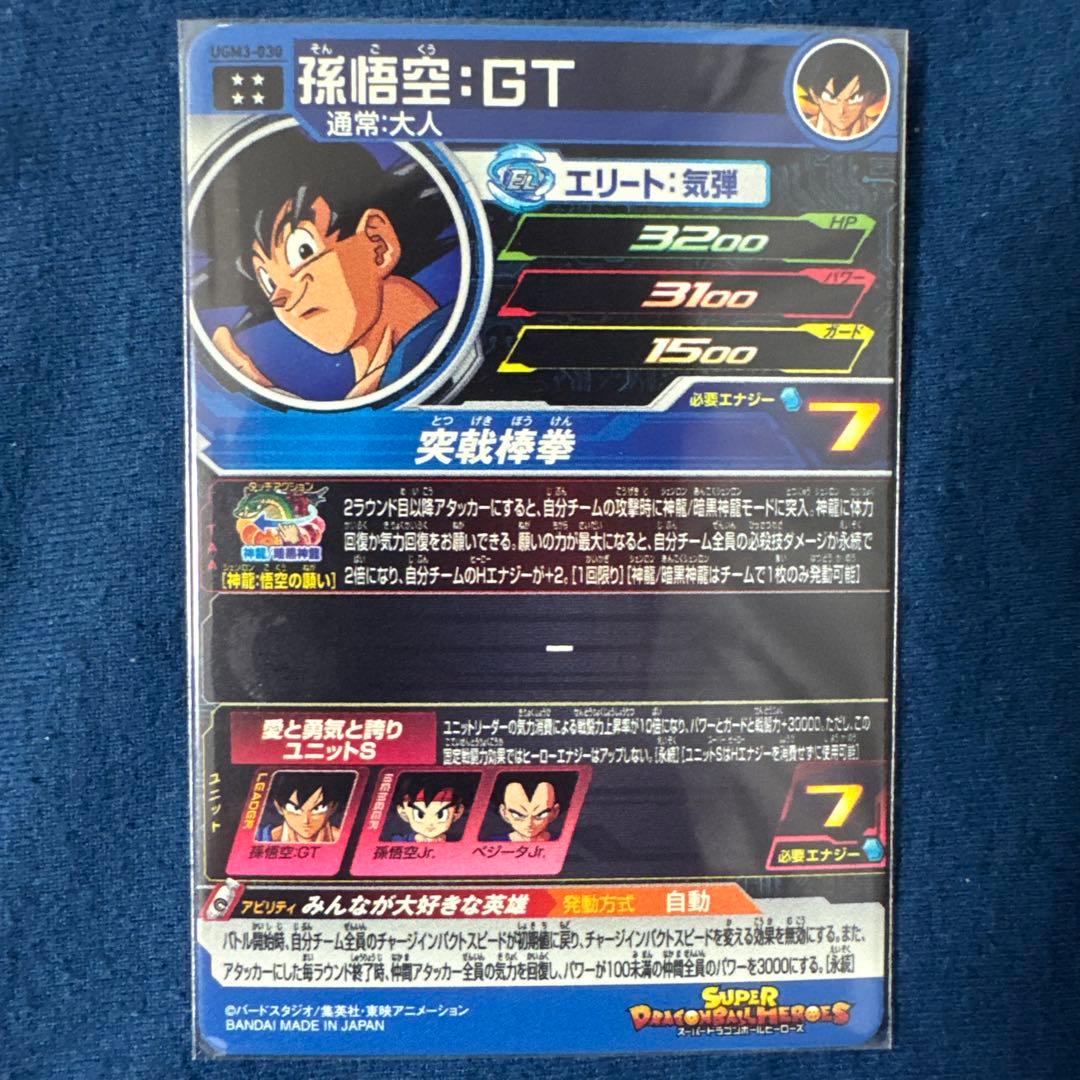 UGM3-030
孫悟空:GT
通常:大人
EL エリート:気弾
HP
3200
パワー
3100
ガード
1500
必要エナジー 7
突戟棒拳
タッチアクション
神龍/暗黒神龍
[神龍:悟空の願い]
2ラウンド目以降アタッカーにすると、自分チームの攻撃時に神龍/暗黒神龍モードに突入。神龍に体力
回復か気力回復をお願いできる。願いの力が最大になると、自分チーム全員の必殺技ダメージが永続で
2倍になり、自分チームのHエナジーが+2。[1回限り][神龍/暗黒神龍はチームで1枚のみ発動可能]
ー
ユニット
愛と勇気と誇り
ユニットS
ユニットリーダーの気力消費による戦闘力上昇率が10倍になり、パワーとガードと戦闘力+30000。ただし、この
固定戦闘力効果ではヒーローエナジーはアップしない。[永続][ユニットSはHエナジーを消費せずに使用可能]
LEADER
孫悟空:GT
MEMBER
孫悟空Jr.
ベジータJr.
7
必要エナジー
アビリティ みんなが大好きな英雄 発動方式 自動
バトル開始時、自分チーム全員のチャージインパクトスピードが初期値に戻り、チャージインパクトスピードを変える効果を無効にする。また、
アタッカーにした毎ラウンド終了時、仲間アタッカー全員の気力を回復し、パワーが100未満の仲間全員のパワーを3000にする。[永続]
©バードスタジオ/集英社・東映アニメーション
BANDAI MADE IN JAPAN
SUPER
DRAGONBALL HEROES
スーパードラゴンボールヒーローズ